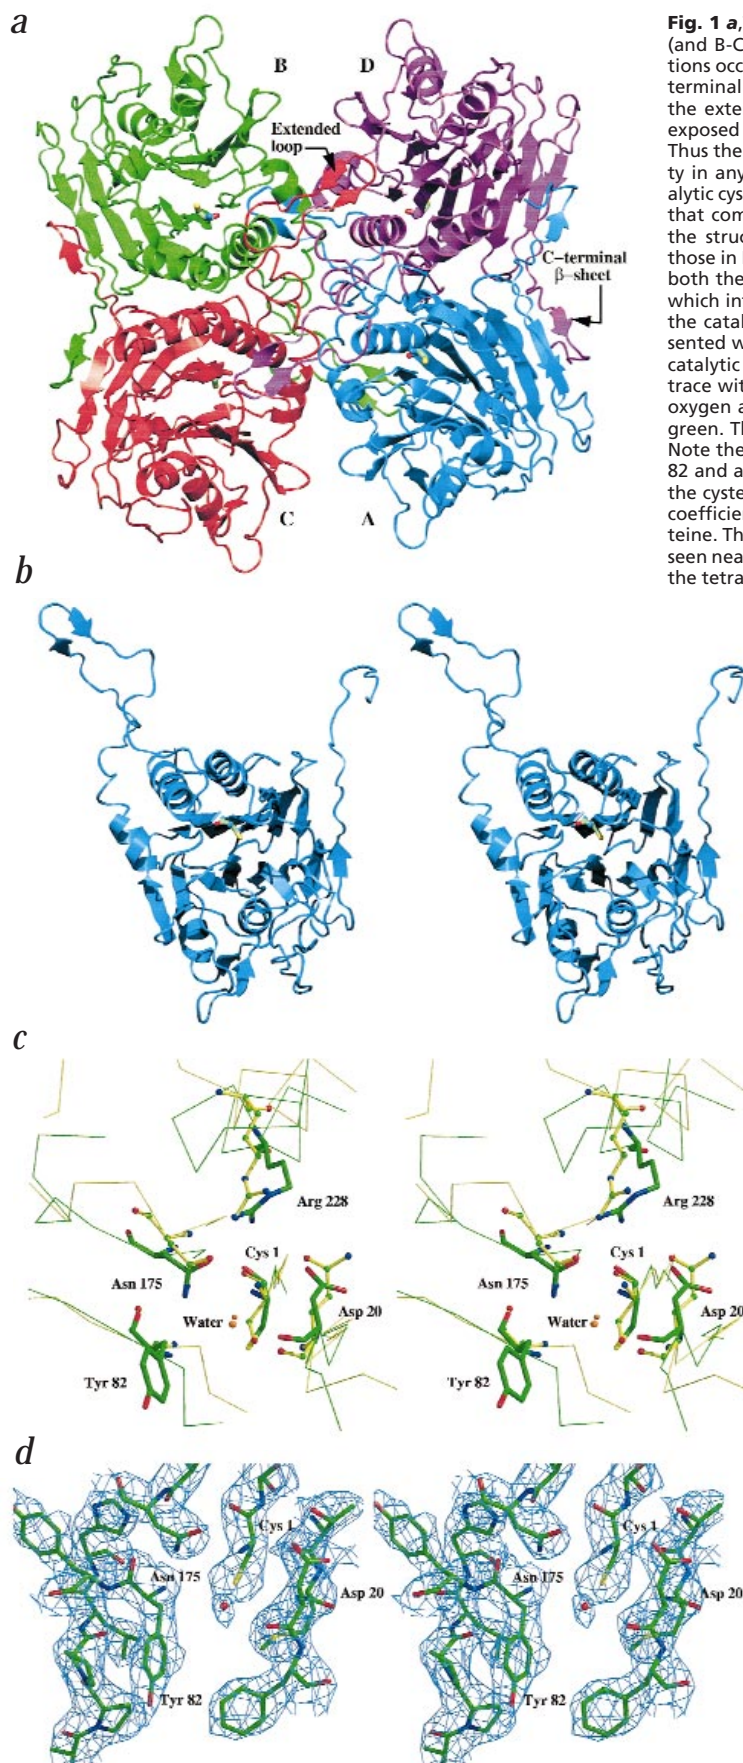 a
B
D
Extended
loop
C-terminal
β-sheet
C
A
Fig. 1 a,
(and B-C
tions occ
terminal
the exte
exposed
Thus the
ty in any
alytic cys
that com
the struc
those in
both the
which in
the catal
sented w
catalytic
trace wit
oxygen a
green. Th
Note the
82 and a
the cyste
coefficie
teine. Th
seen nea
the tetra
b
c
Arg 228
Cys 1
Asn 175
Asp 20
Water
Tyr 82
Arg 228
Cys 1
Asn 175
Asp 20
Water
Tyr 82
d
Cys 1
Asn 175
Asp 20
Tyr 82
Cys 1
Asn 175
Asp 20
Tyr 82